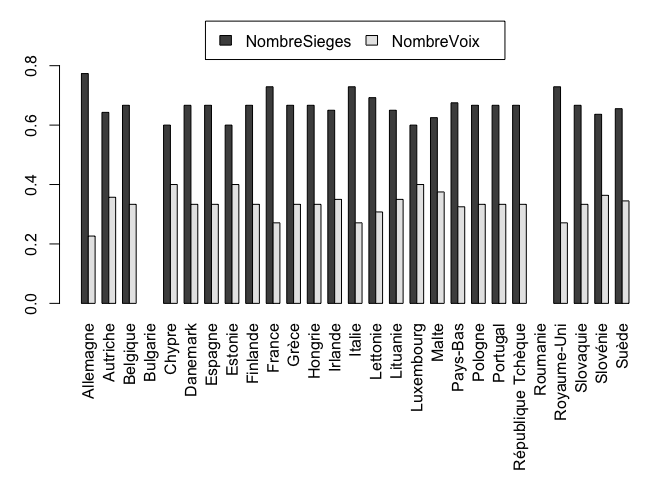 NombreSieges NombreVoix
0.8
0.6
0.4
0.2
0.0
Allemagne
Autriche
Belgique
Bulgarie
Chypre
Danemark
Espagne
Estonie
Finlande
France
Grèce
Hongrie
Irlande
Italie
Lettonie
Lituanie
Luxembourg
Malte
Pays-Bas
Pologne
Portugal
République Tchèque
Roumanie
Royaume-Uni
Slovaquie
Slovénie
Suède